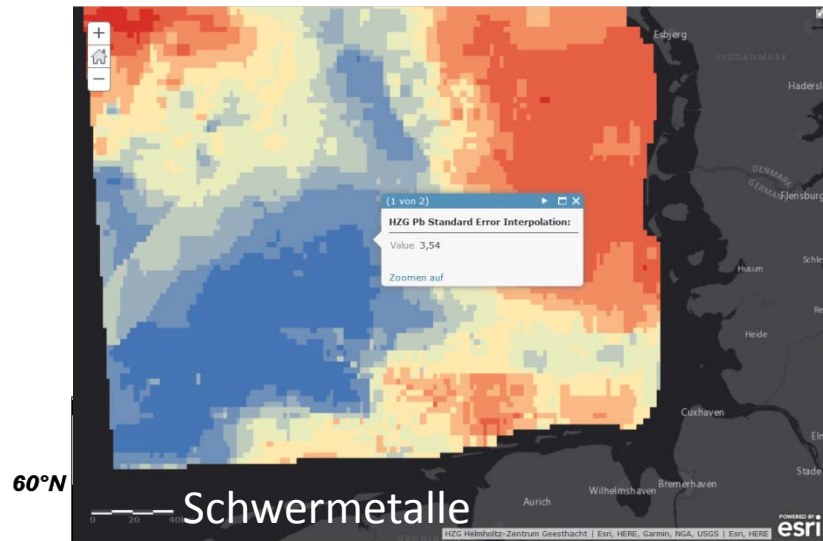 +
Esbjerg
SYDDANMARK
−
DENMARK
GERMANY
Flensburg
(1 von 2)
HZG Pb Standard Error Interpolation:
Value 3,54
Zoomen auf
Husum
Heide
Cuxhaven
60°N
Stade
Wilhelmshaven
Bremerhaven
Aurich
Schwermetalle
0 20
POWERED BY
esri
HZG Helmholtz-Zentrum Geesthacht | Esri, HERE, Garmin, NGA, USGS | Esri, HERE